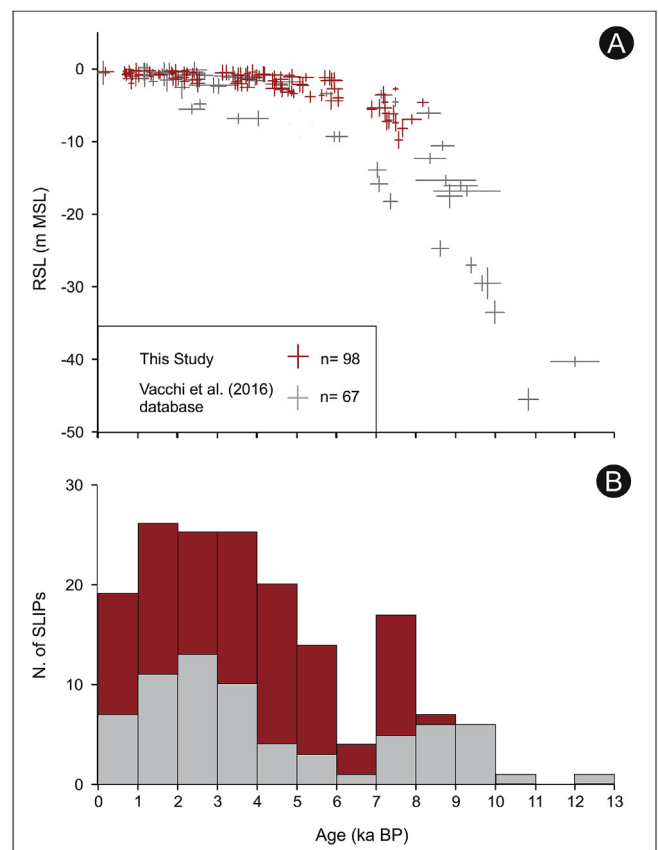 A
0
-10
-20
-30
-40
-50
RSL (m MSL)
This Study n= 98
Vacchi et al. (2016) n= 67
database
B
30
20
10
0
N. of SLIPs
0 1 2 3 4 5 6 7 8 9 10 11 12 13
Age (ka BP)